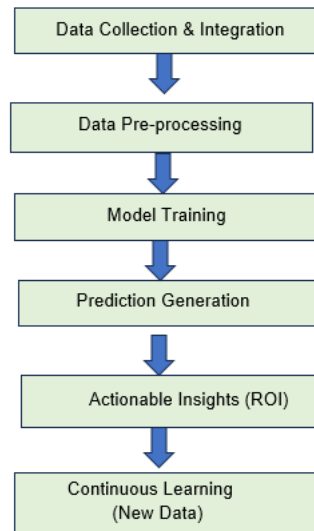 Data Collection & Integration
Data Pre-processing
Model Training
Prediction Generation
Actionable Insights (ROI)
Continuous Learning
(New Data)